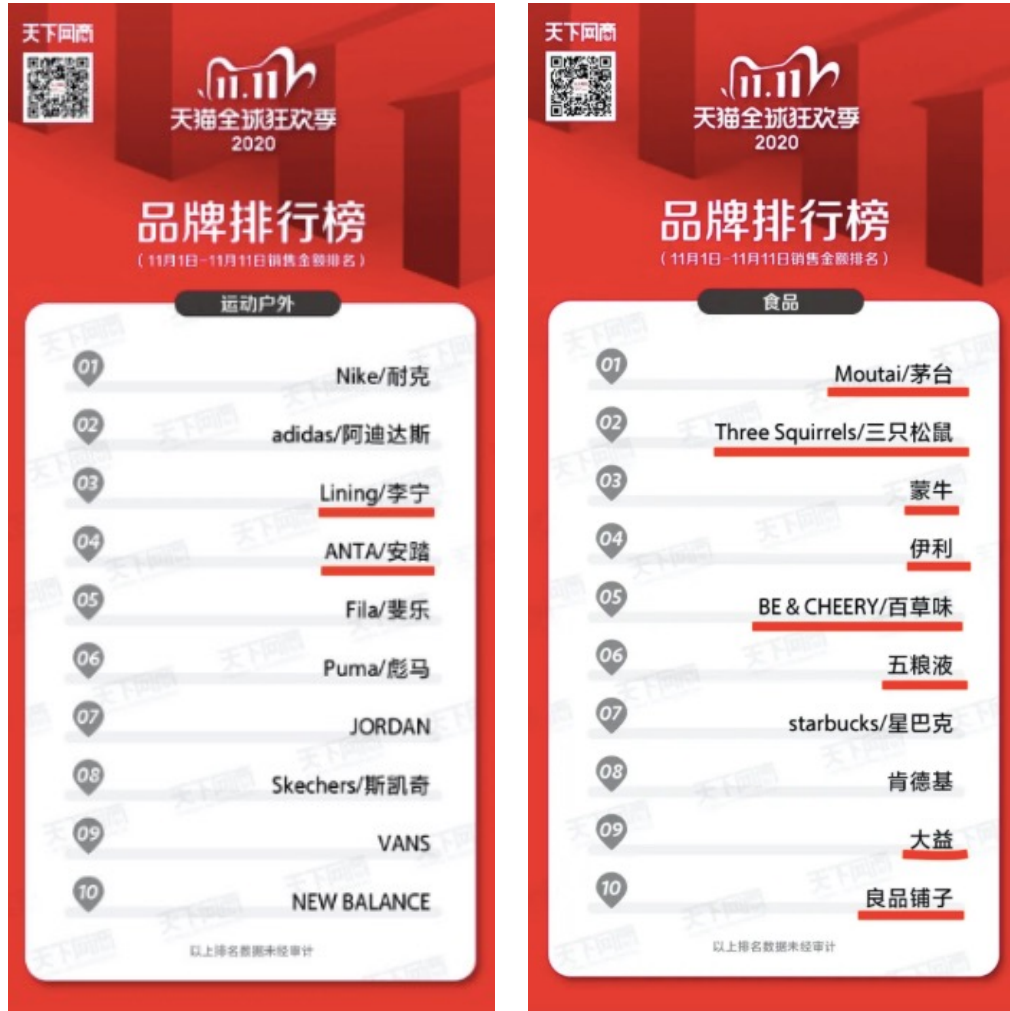 天下网商
11.11
天猫全球狂欢季
2020
品牌排行榜
(11月1日-11月11日销售金额排名)
运动户外
01 Nike/耐克
02 adidas/阿迪达斯
03 Lining/李宁
04 ANTA/安踏
05 Fila/斐乐
06 Puma/彪马
07 JORDAN
08 Skechers/斯凯奇
09 VANS
10 NEW BALANCE
以上排名数据未经审计
天下网商
11.11
天猫全球狂欢季
2020
品牌排行榜
(11月1日-11月11日销售金额排名)
食品
01 Moutai/茅台
02 Three Squirrels/三只松鼠
03 蒙牛
04 伊利
05 BE & CHEERY/百草味
06 五粮液
07 starbucks/星巴克
08 肯德基
09 大益
10 良品铺子
以上排名数据未经审计